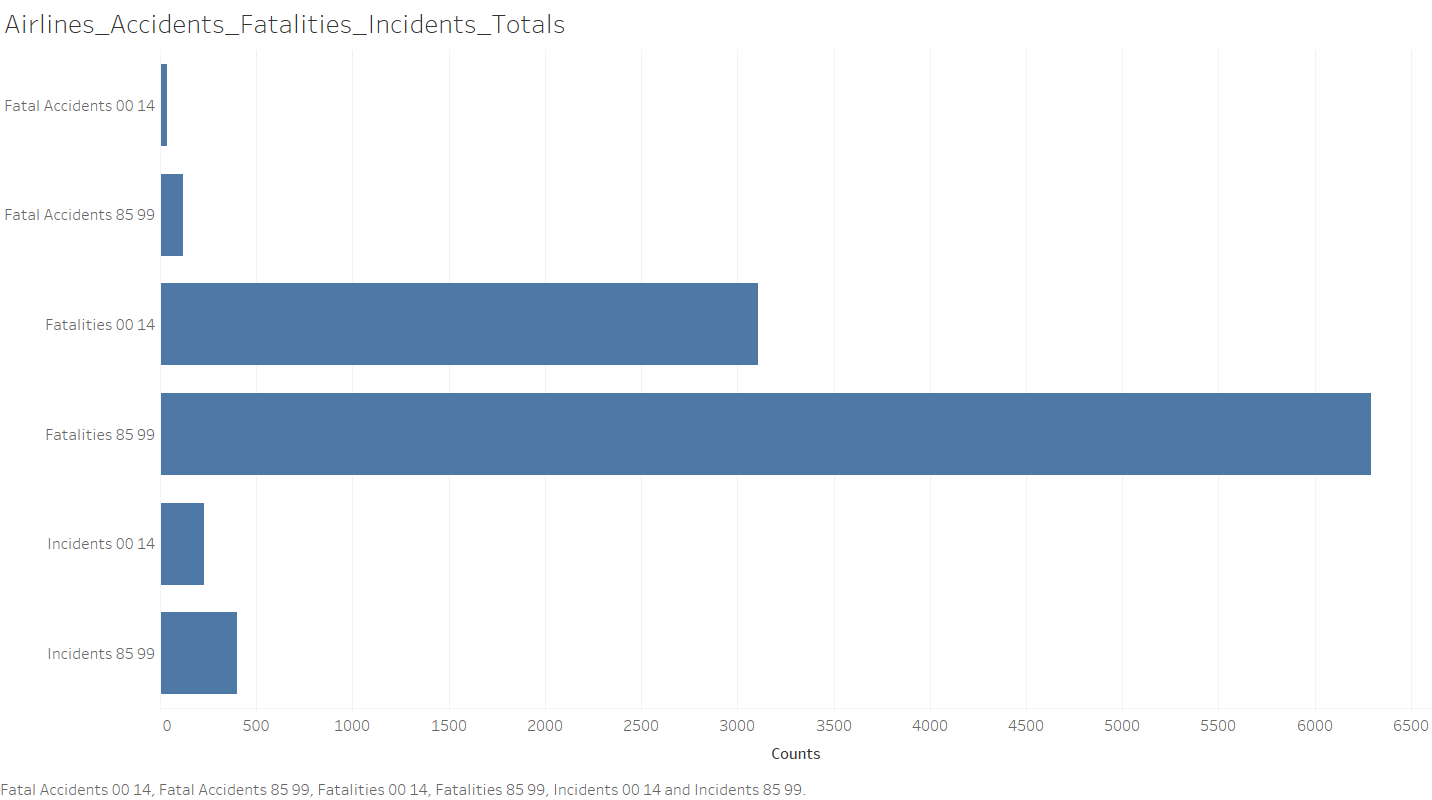 Airlines_Accidents_Fatalities_Incidents_Totals
Fatal Accidents 00 14
Fatal Accidents 85 99
Fatalities 00 14
Fatalities 85 99
Incidents 00 14
Incidents 85 99
0 500 1000 1500 2000 2500 3000 3500 4000 4500 5000 5500 6000 6500
Counts
Fatal Accidents 00 14, Fatal Accidents 85 99, Fatalities 00 14, Fatalities 85 99, Incidents 00 14 and Incidents 85 99.